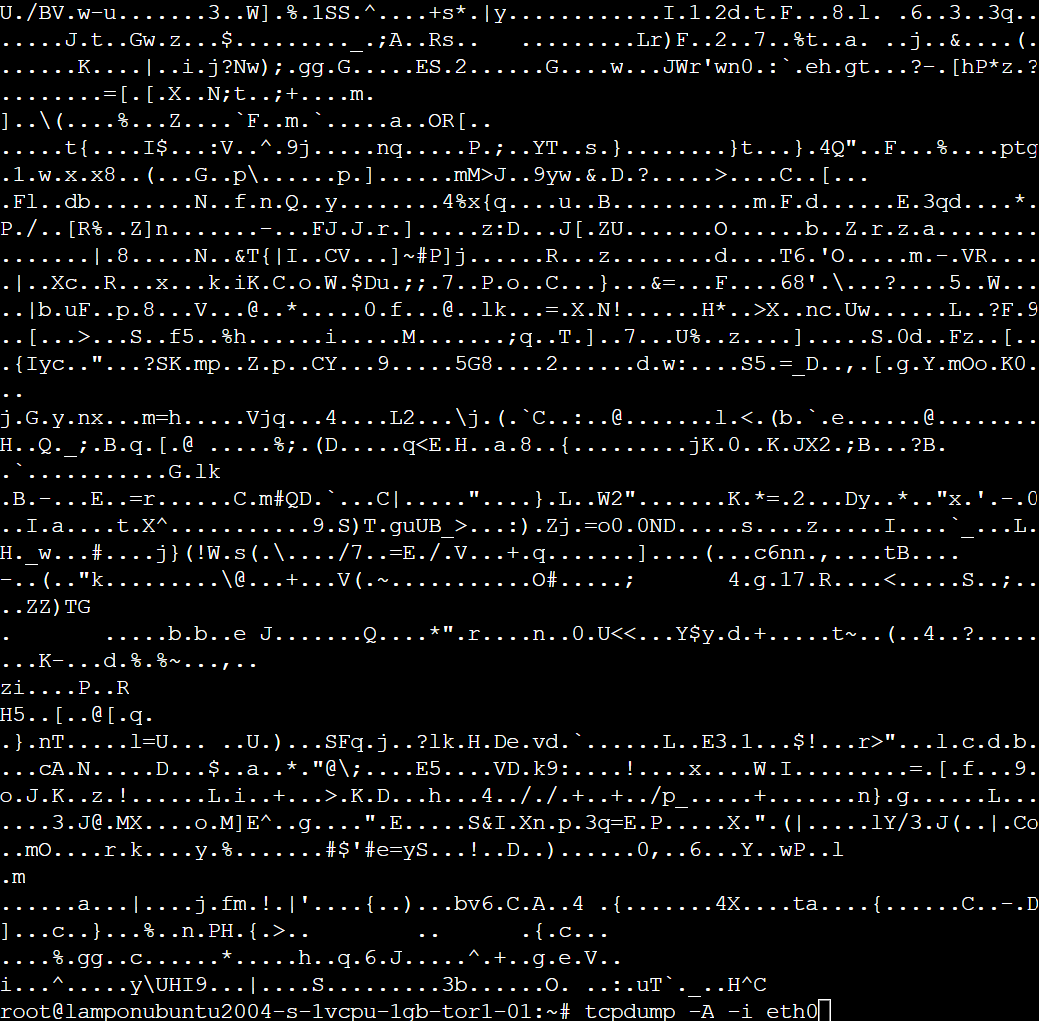 U./BV.w-u.......3..W].%.1SS.^....+s*.|y............I.1.2d.t.F...8.l. .6..3..3q..
.....J.t..Gw.z...$........._.;A..Rs..   .........Lr)F..2..7..%t..a. ..j..&....(.
......K....|..i.j?Nw);.gg.G.....ES.2.....G....w...JWr'wn0.:`.eh.gt...?-.[hP*z.?
........=[.[.X..N;t..;+....m.
]..\(....%...Z....`F..m.`.....a..OR[..
.....t{....I$...:V..^.9j.....nq.....P.;..YT..s.}........}t...}.4Q"..F...%....ptg
.1.w.x.x8..(...G..p\......p.]......mM>J..9yw.&.D.?.....>....C..[...
.Fl..db........N..f.n.Q..y.......4%x{q....u..B...........m.F.d......E.3qd....*.
P./..[R%..Z]n.......-...FJ.J.r.].....z:D...J[.ZU.......O......b..Z.r.z.a........
.......|.8....N..&T{|I..CV...]~#P]j......R...z........d....T6.'O.....m.-.VR....
.|..Xc..R...x...k.iK.C.o.W.$Du.;;.7..P.o..C...}...&=...F....68'.\...?....5..W...
..|b.uF..p.8...V...@..*.....0.f...@..lk...=.X.N!......H*..>X..nc.Uw......L..?F.9
..[...>...S..f5..%h......i.....M.......;q..T.]..7...U%..z....].....S.0d..Fz..[..
.{Iyc.."...?SK.mp..Z.p..CY...9.....5G8....2......d.w:....S5.=_D..,.[.g.Y.mOo.K0.
..
j.G.y.nx...m=h.....Vjq...4....L2...\j.(.`C..:..@.......l.<.(b.`.e......@........
H..Q._;.B.q.[.@ .....%;.(D.....q<E.H..a.8..{.........jK.0..K.JX2.;B...?B.
.`...........G.lk
.B.-...E..=r......C.m#QD.`...C|....."....}.L..W2".......K.*=.2...Dy..*.."x.'.-.0
..I.a....t.X^...........9.S)T.guUB_>...:).Zj.=o0.0ND.....s....z.....I....`_...L.
H._w...#....j}(!W.s(.\..../7..=E./.V...+.q.......]....(...c6nn.,....tB....
-..(.."k.........\@...+...V(.~...........O#.....;       4.g.17.R....<.....S..;..
..ZZ)TG
.       .....b.b..e J.......Q....*".r....n..0.U<<...Y$y.d.+.....t~..(..4..?.....
...K-...d.%.%~...,..
zi....P..R
H5..[..@[.q.
.}.nT.....l=U... ..U.)...SFq.j..?lk.H.De.vd.`......L..E3.1...$!...r>"...l.c.d.b.
...cA.N.....D...$..a..*."@\;....E5....VD.k9:....!....x....W.I.........=.[.f...9.
o.J.K..z.!......L.i..+...>.K.D...h...4.././.+..+../p_.....+.......n}.g......L...
....3.J@.MX....o.M]E^..g....".E.....S&I.Xn.p.3q=E.P.....X.".(|.....lY/3.J(..|.Co
..mO....r.k....y.%.......#$'#e=yS...!..D..)......0,..6...Y..wP..l
.m
......a...|....j.fm.!.|'....{..)...bv6.C.A..4 .{.......4X....ta....{......C..-.D
]...c..}...%..n.PH.{.>..        ..      .{.c...
....%.gg..c......*.....h..q.6.J.....^.+..g.e.V..
i...^.....y\UHI9...|....S.........3b......O. ..:.uT`._..H^C
root@lamponubuntu2004-s-1vcpu-1gb-tor1-01:~# tcpdump -A -i eth0